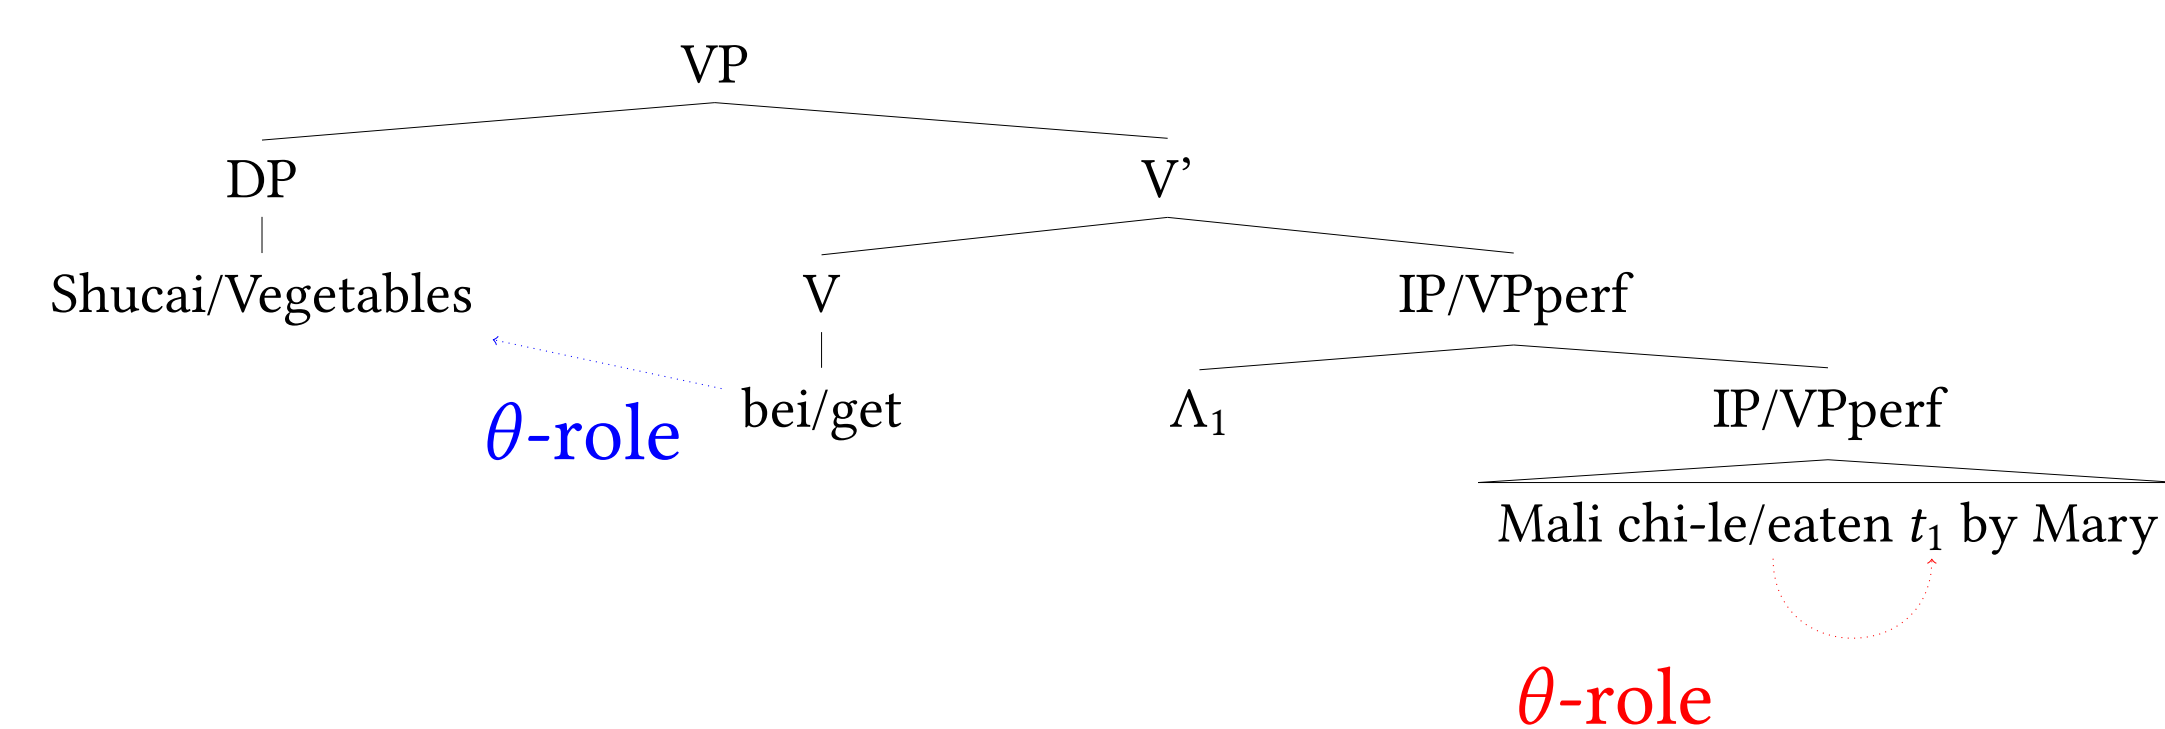 VP
DP V’
Shucai/Vegetables V IP/VPperf
bei/get Λ₁ IP/VPperf
θ-role
Mali chi-le/eaten t₁ by Mary
θ-role